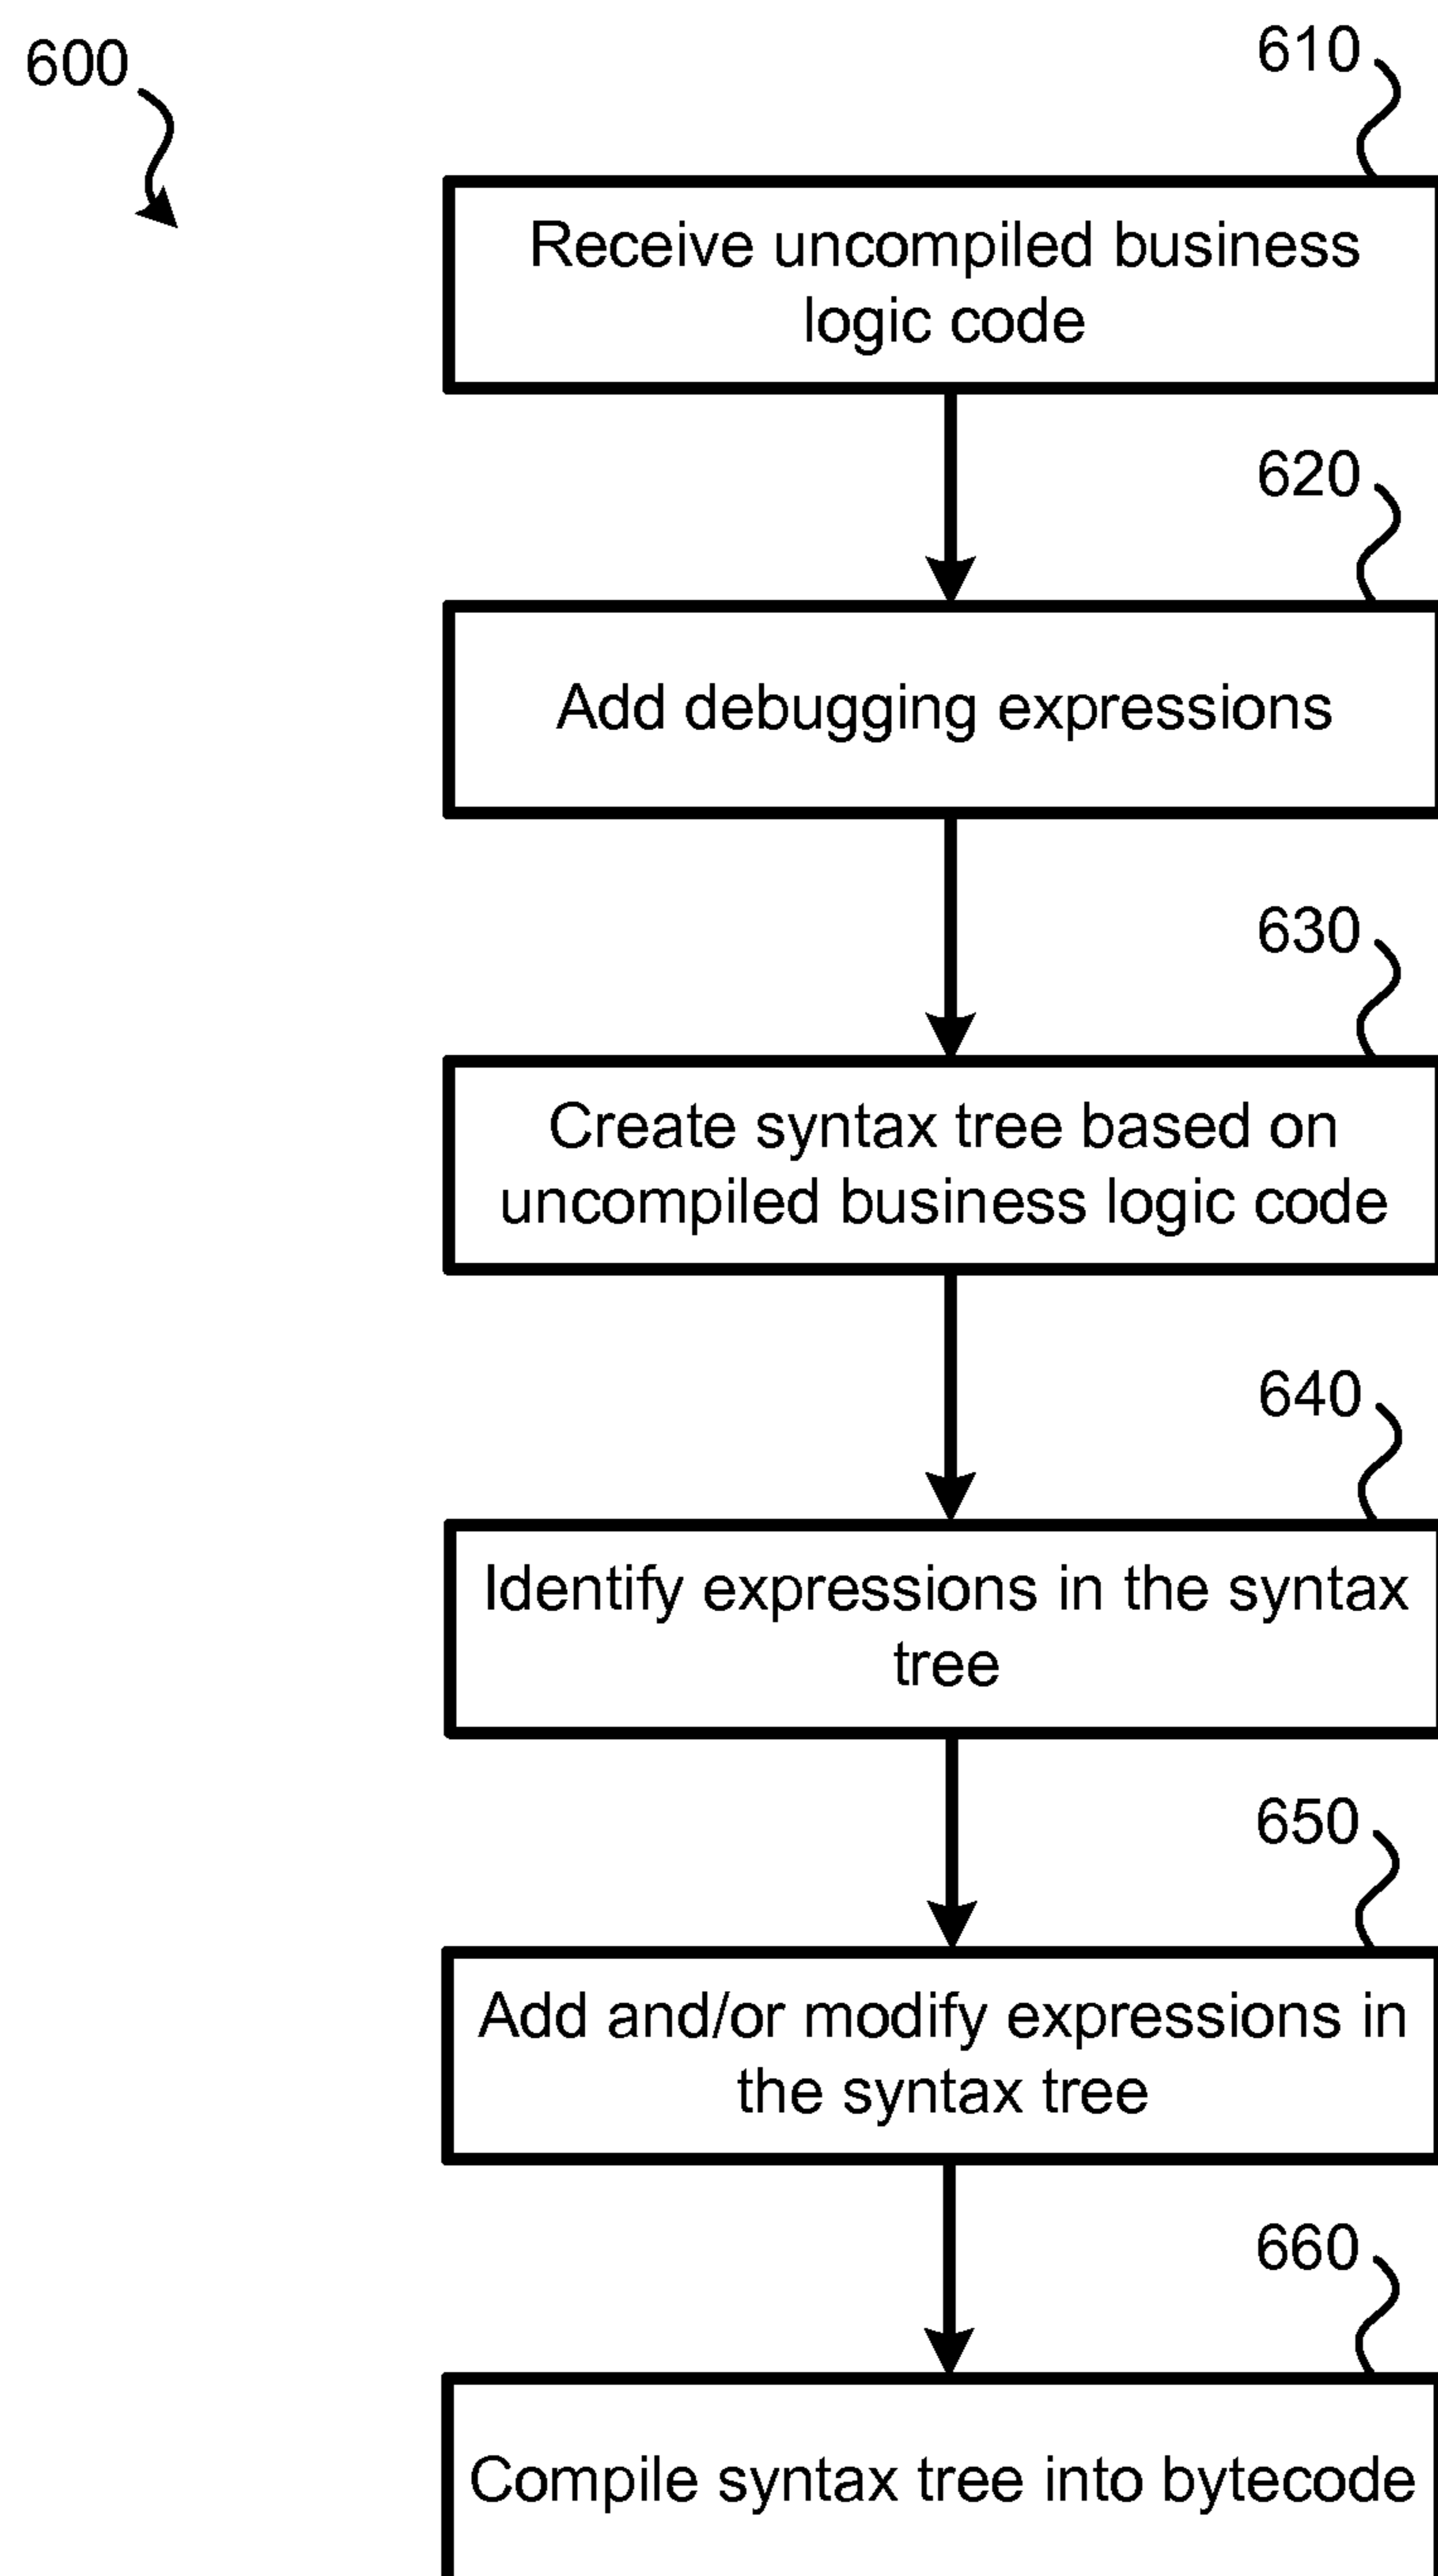 600
610
Receive uncompiled business
logic code
620
Add debugging expressions
630
Create syntax tree based on
uncompiled business logic code
640
Identify expressions in the syntax
tree
650
Add and/or modify expressions in
the syntax tree
660
Compile syntax tree into bytecode